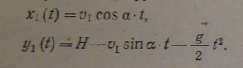 x₁ (t) = v₁ cos α · t,
y₁ (t) = H — v₁ sin α · t — g/2 t².